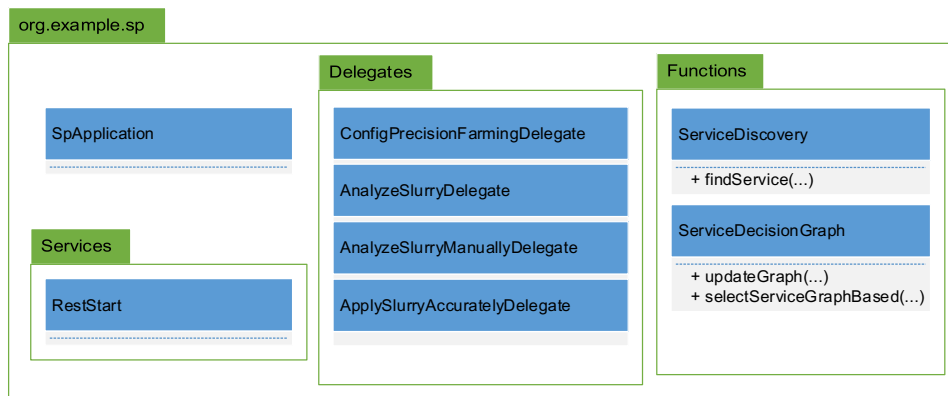 org.example.sp
SpApplication
Services
RestStart
Delegates
ConfigPrecisionFarmingDelegate
AnalyzeSlurryDelegate
AnalyzeSlurryManuallyDelegate
ApplySlurryAccuratelyDelegate
Functions
ServiceDiscovery
+ findService(...)
ServiceDecisionGraph
+ updateGraph(...)
+ selectServiceGraphBased(...)